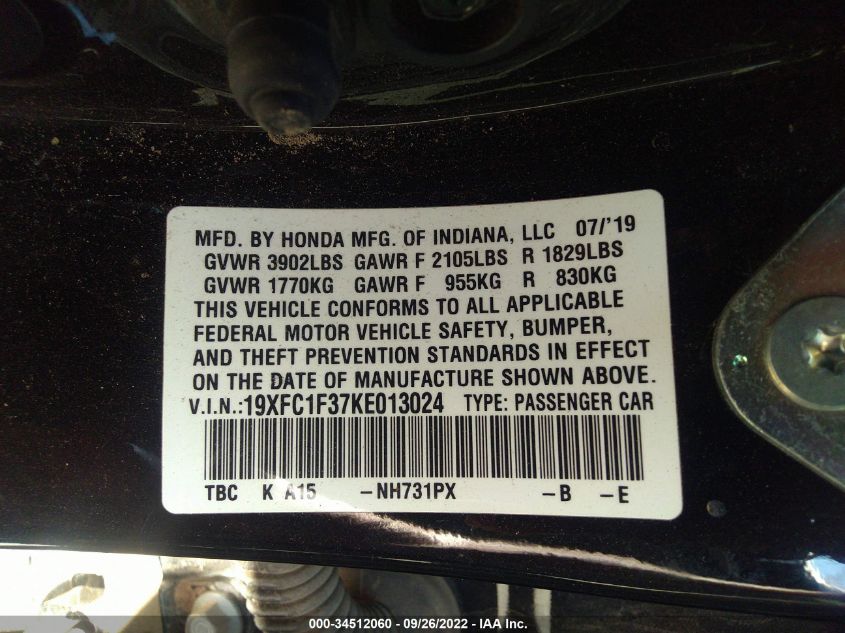 MFD. BY HONDA MFG. OF INDIANA, LLC 07/'19
GVWR 3902LBS GAWR F 2105LBS R 1829LBS
GVWR 1770KG GAWR F 955KG R 830KG
THIS VEHICLE CONFORMS TO ALL APPLICABLE
FEDERAL MOTOR VEHICLE SAFETY, BUMPER,
AND THEFT PREVENTION STANDARDS IN EFFECT
ON THE DATE OF MANUFACTURE SHOWN ABOVE.
V.I.N.:19XFC1F37KE013024 TYPE: PASSENGER CAR
TBC K A15 -NH731PX -B -E
000-34512060 - 09/26/2022 - IAA Inc.